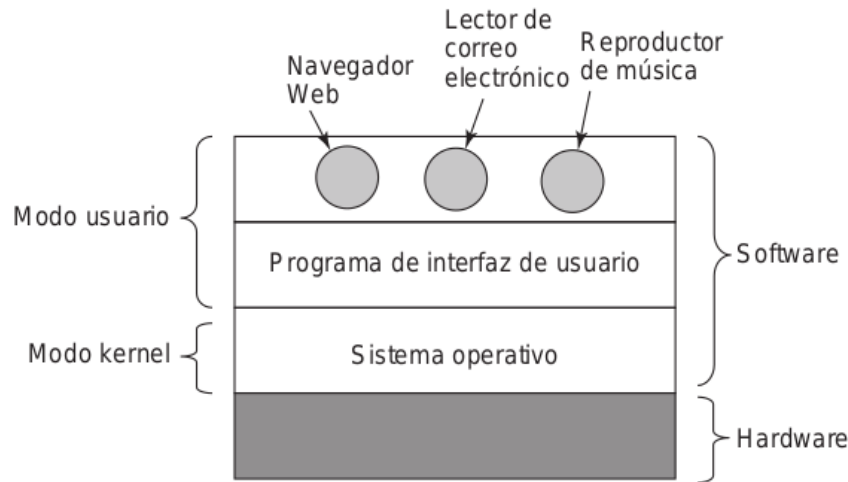 Navegador
Web
Lector de
correo
electrónico
Reproductor
de música
Modo usuario
Programa de interfaz de usuario
Software
Modo kernel
Sistema operativo
Hardware